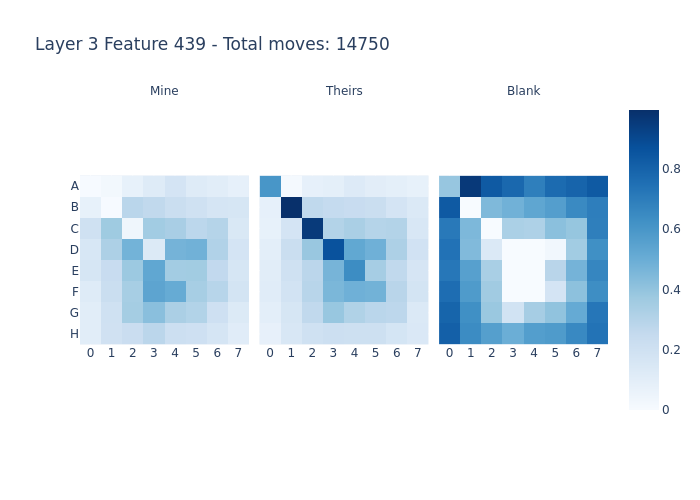 Layer 3 Feature 439 - Total moves: 14750
Mine
Theirs
Blank
A
B
C
D
E
F
G
H
0 1 2 3 4 5 6 7
0 1 2 3 4 5 6 7
0 1 2 3 4 5 6 7
0.8
0.6
0.4
0.2
0